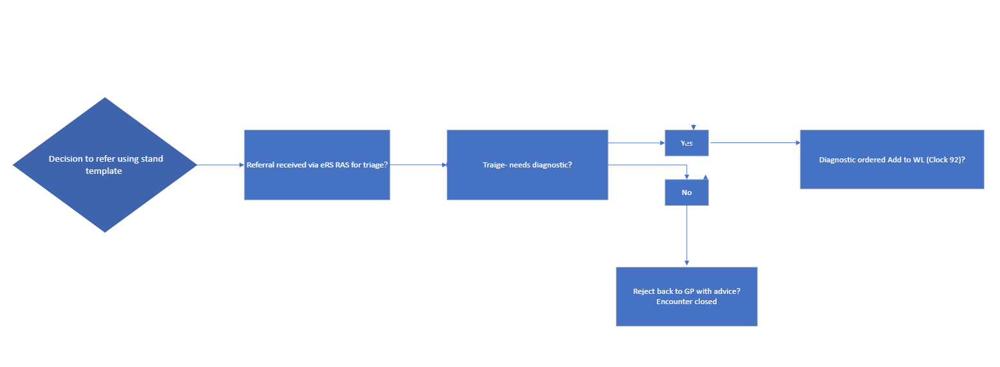 Decision to refer using stand
template
Referral received via eRS RAS for triage?
Traige- needs diagnostic?
Yes
No
Diagnostic ordered Add to WL (Clock 92)?
Reject back to GP with advice?
Encounter closed